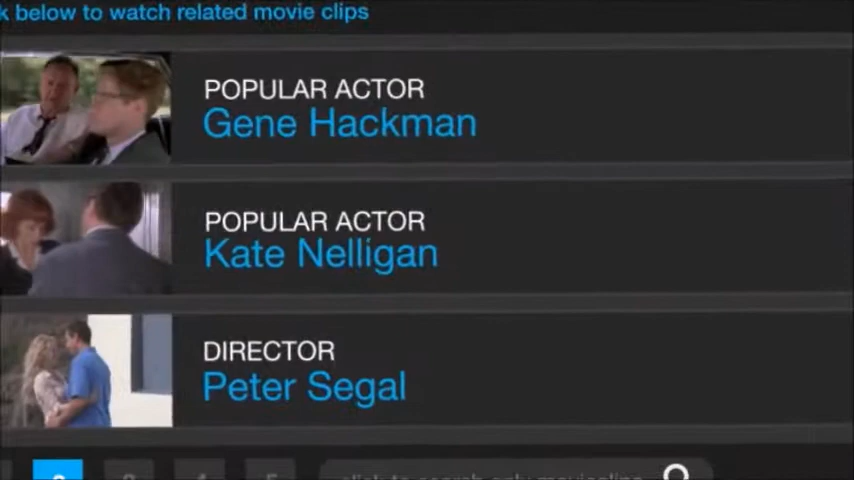 k below to watch related movie clips
POPULAR ACTOR
Gene Hackman
POPULAR ACTOR
Kate Nelligan
DIRECTOR
Peter Segal